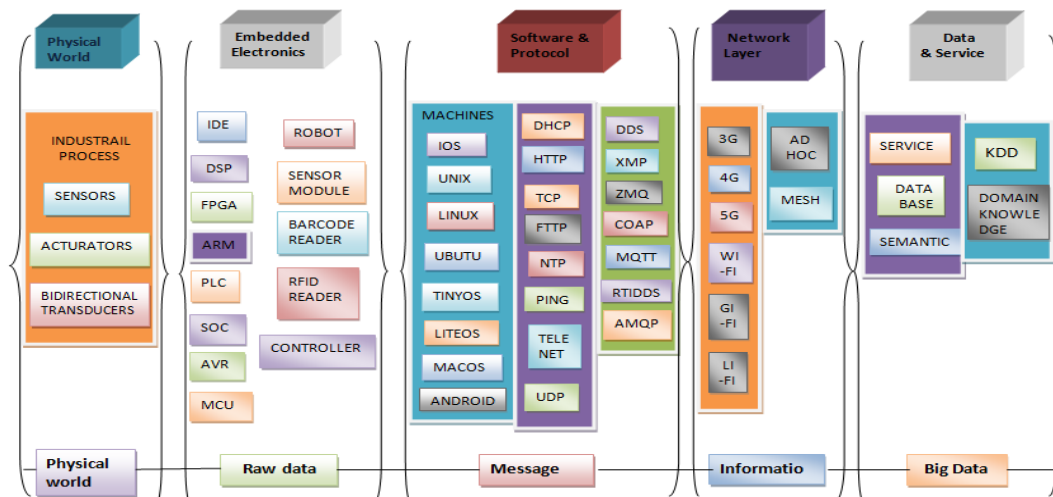 Physical
World
Embedded
Electronics
Software &
Protocol
Network
Layer
Data
& Service
INDUSTRAIL
PROCESS
SENSORS
ACTURATORS
BIDIRECTIONAL
TRANSDUCERS
IDE
DSP
FPGA
ARM
PLC
SOC
AVR
MCU
ROBOT
SENSOR
MODULE
BARCODE
READER
RFID
READER
CONTROLLER
MACHINES
IOS
UNIX
LINUX
UBUTU
TINYOS
LITEOS
MACOS
ANDROID
DHCP
HTTP
TCP
FTTP
NTP
PING
TELE
NET
UDP
DDS
XMP
ZMQ
COAP
MQTT
RTIDDS
AMQP
3G
4G
5G
WI
-FI
GI
-FI
LI
-FI
AD
HOC
MESH
SERVICE
DATA
BASE
SEMANTIC
KDD
DOMAIN
KNOWLE
DGE
Physical
world
Raw data
Message
Informatio
Big Data